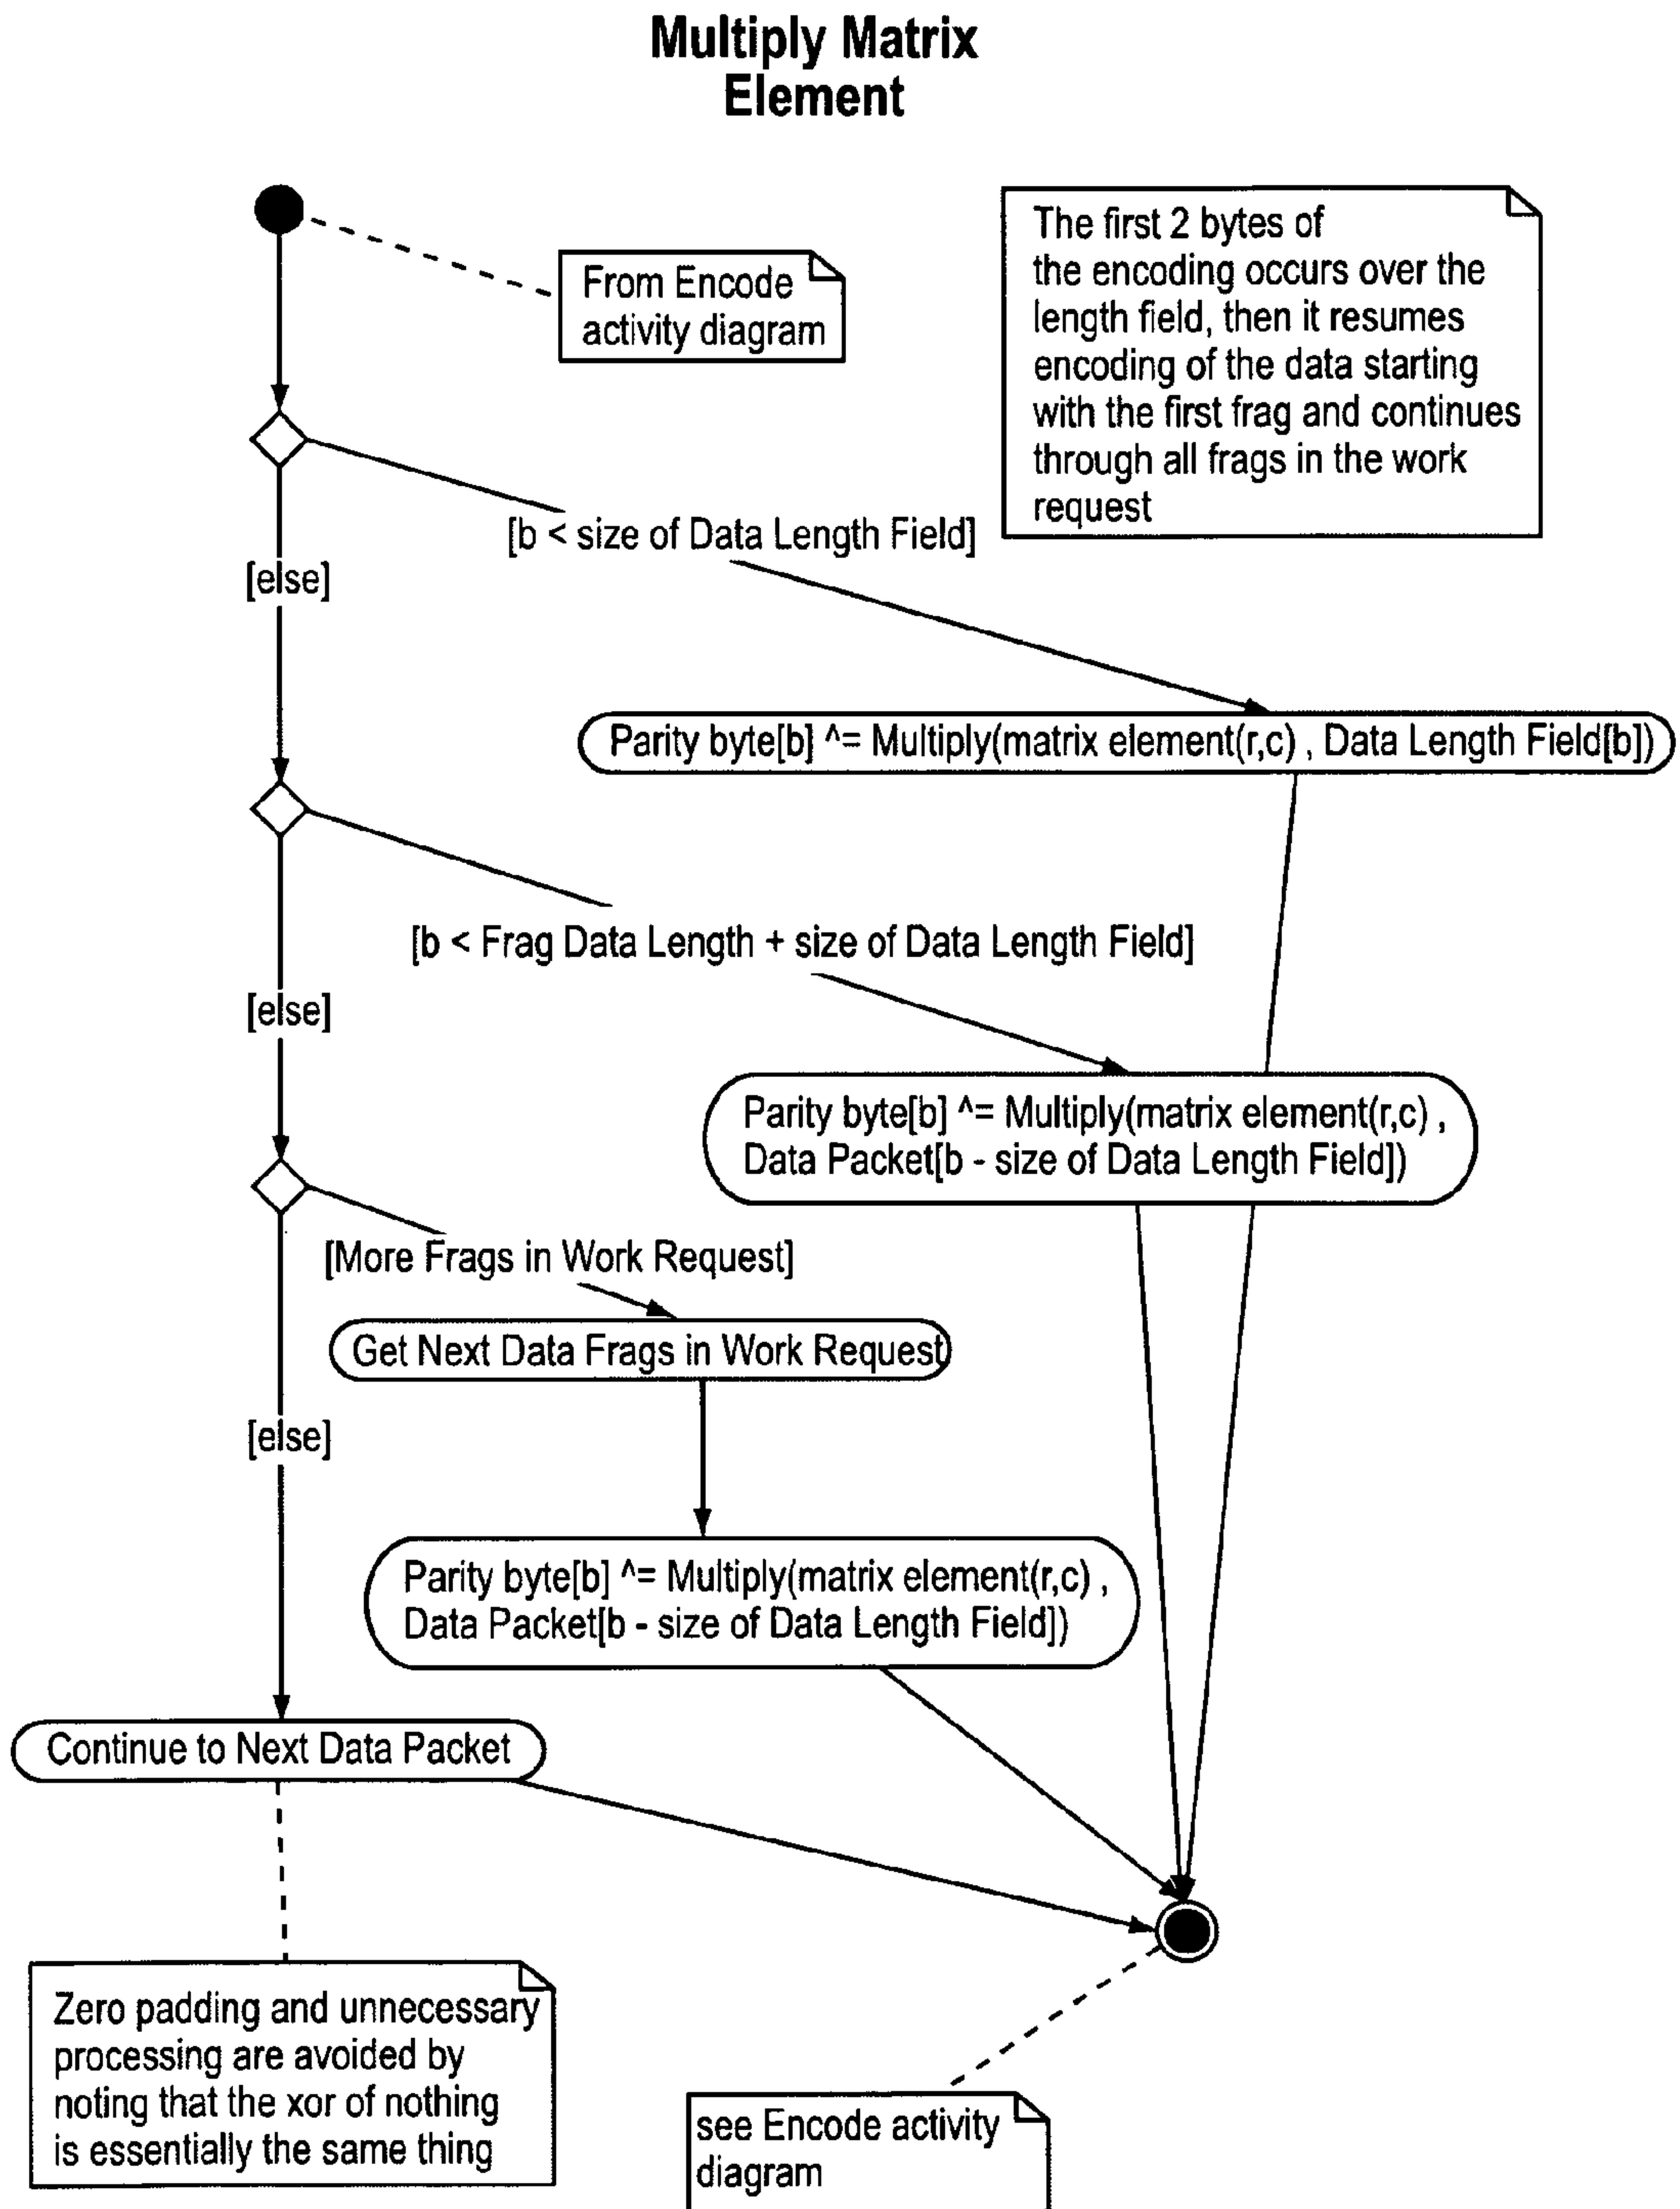 Multiply Matrix
Element
From Encode
activity diagram
The first 2 bytes of
the encoding occurs over the
length field, then it resumes
encoding of the data starting
with the first frag and continues
through all frags in the work
request
[b < size of Data Length Field]
[else]
Parity byte[b] ^= Multiply(matrix element(r,c) , Data Length Field[b])
[b < Frag Data Length + size of Data Length Field]
[else]
Parity byte[b] ^= Multiply(matrix element(r,c) ,
Data Packet[b - size of Data Length Field])
[More Frags in Work Request]
Get Next Data Frags in Work Request
[else]
Parity byte[b] ^= Multiply(matrix element(r,c) ,
Data Packet[b - size of Data Length Field])
Continue to Next Data Packet
Zero padding and unnecessary
processing are avoided by
noting that the xor of nothing
is essentially the same thing
see Encode activity
diagram